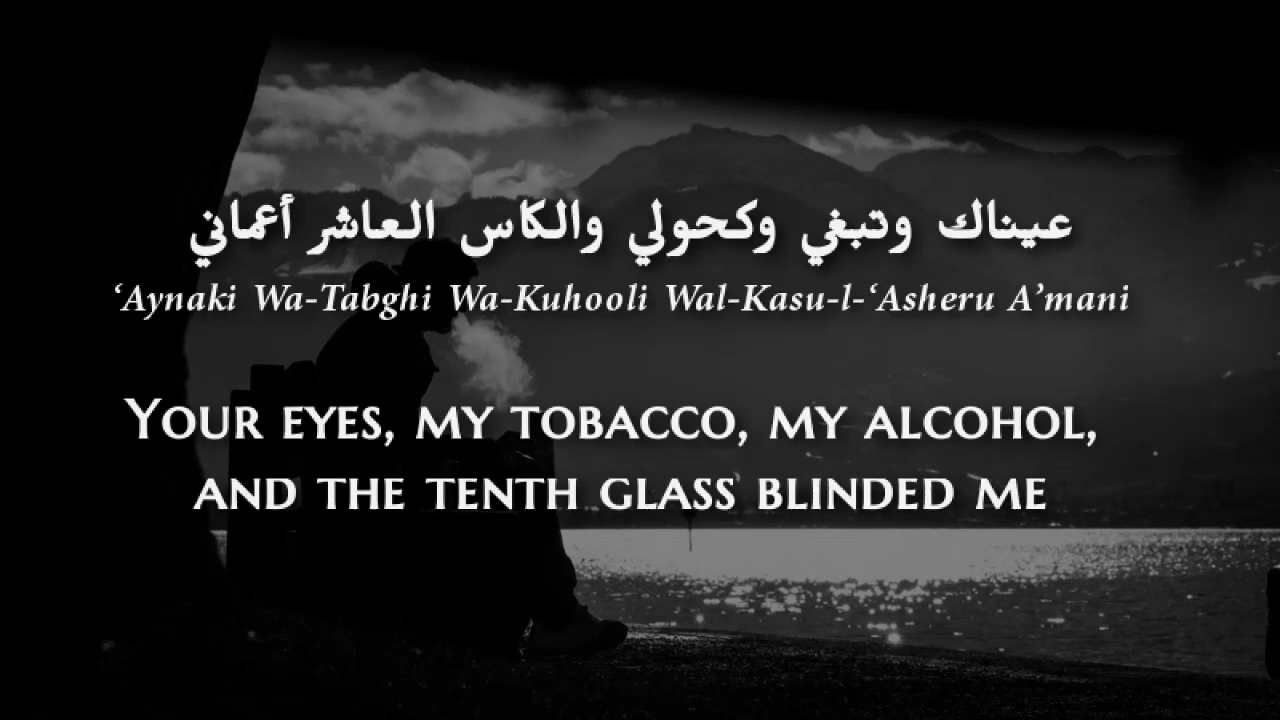 عيناك وتبغي وكحولي والكاس العاشر أعماني
‘Aynaki Wa-Tabghi Wa-Kuhooli Wal-Kasu-l-‘Asheru A’mani
Your eyes, my tobacco, my alcohol,
and the tenth glass blinded me